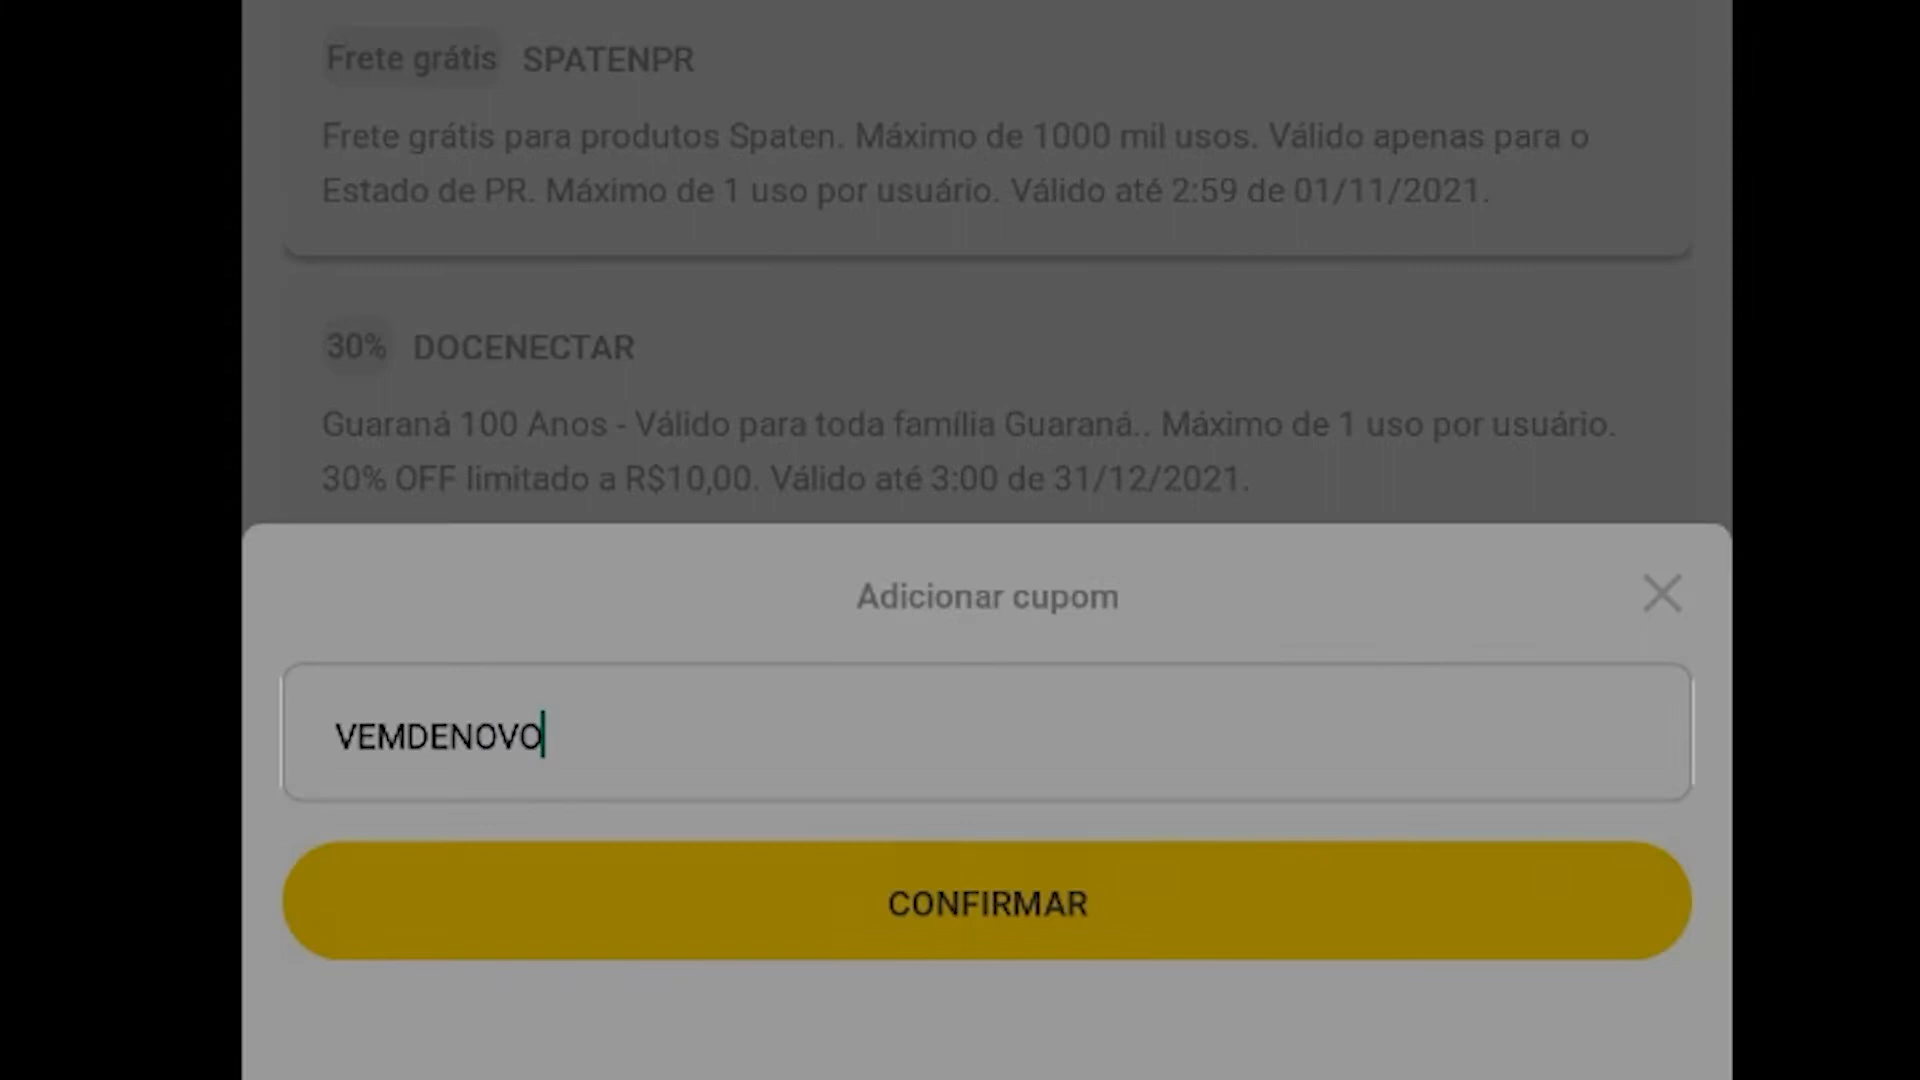 Frete grátis SPATENPR
Frete grátis para produtos Spaten. Máximo de 1000 mil usos. Válido apenas para o
Estado de PR. Máximo de 1 uso por usuário. Válido até 2:59 de 01/11/2021.
30% DOCENECTAR
Guaraná 100 Anos - Válido para toda família Guaraná.. Máximo de 1 uso por usuário.
30% OFF limitado a R$10,00. Válido até 3:00 de 31/12/2021.
Adicionar cupom
VEMDENOVO
CONFIRMAR